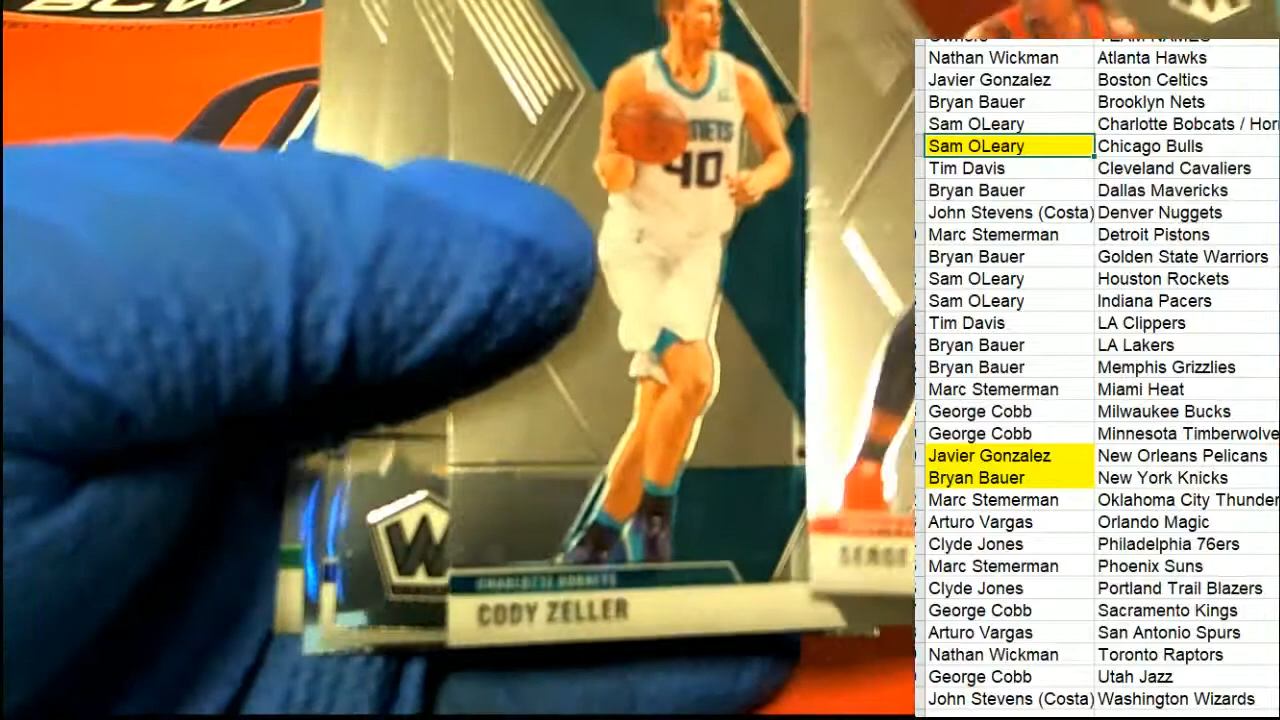 BCW
NETS
40
W
CHARLOTTE HORNETS
CODY ZELLER
SERGE
Owners TEAM NAMES
Nathan Wickman Atlanta Hawks
Javier Gonzalez Boston Celtics
Bryan Bauer Brooklyn Nets
Sam OLeary Charlotte Bobcats / Hor
Sam OLeary Chicago Bulls
Tim Davis Cleveland Cavaliers
Bryan Bauer Dallas Mavericks
John Stevens (Costa) Denver Nuggets
Marc Stemerman Detroit Pistons
Bryan Bauer Golden State Warriors
Sam OLeary Houston Rockets
Sam OLeary Indiana Pacers
Tim Davis LA Clippers
Bryan Bauer LA Lakers
Bryan Bauer Memphis Grizzlies
Marc Stemerman Miami Heat
George Cobb Milwaukee Bucks
George Cobb Minnesota Timberwolve
Javier Gonzalez New Orleans Pelicans
Bryan Bauer New York Knicks
Marc Stemerman Oklahoma City Thunder
Arturo Vargas Orlando Magic
Clyde Jones Philadelphia 76ers
Marc Stemerman Phoenix Suns
Clyde Jones Portland Trail Blazers
George Cobb Sacramento Kings
Arturo Vargas San Antonio Spurs
Nathan Wickman Toronto Raptors
George Cobb Utah Jazz
John Stevens (Costa) Washington Wizards